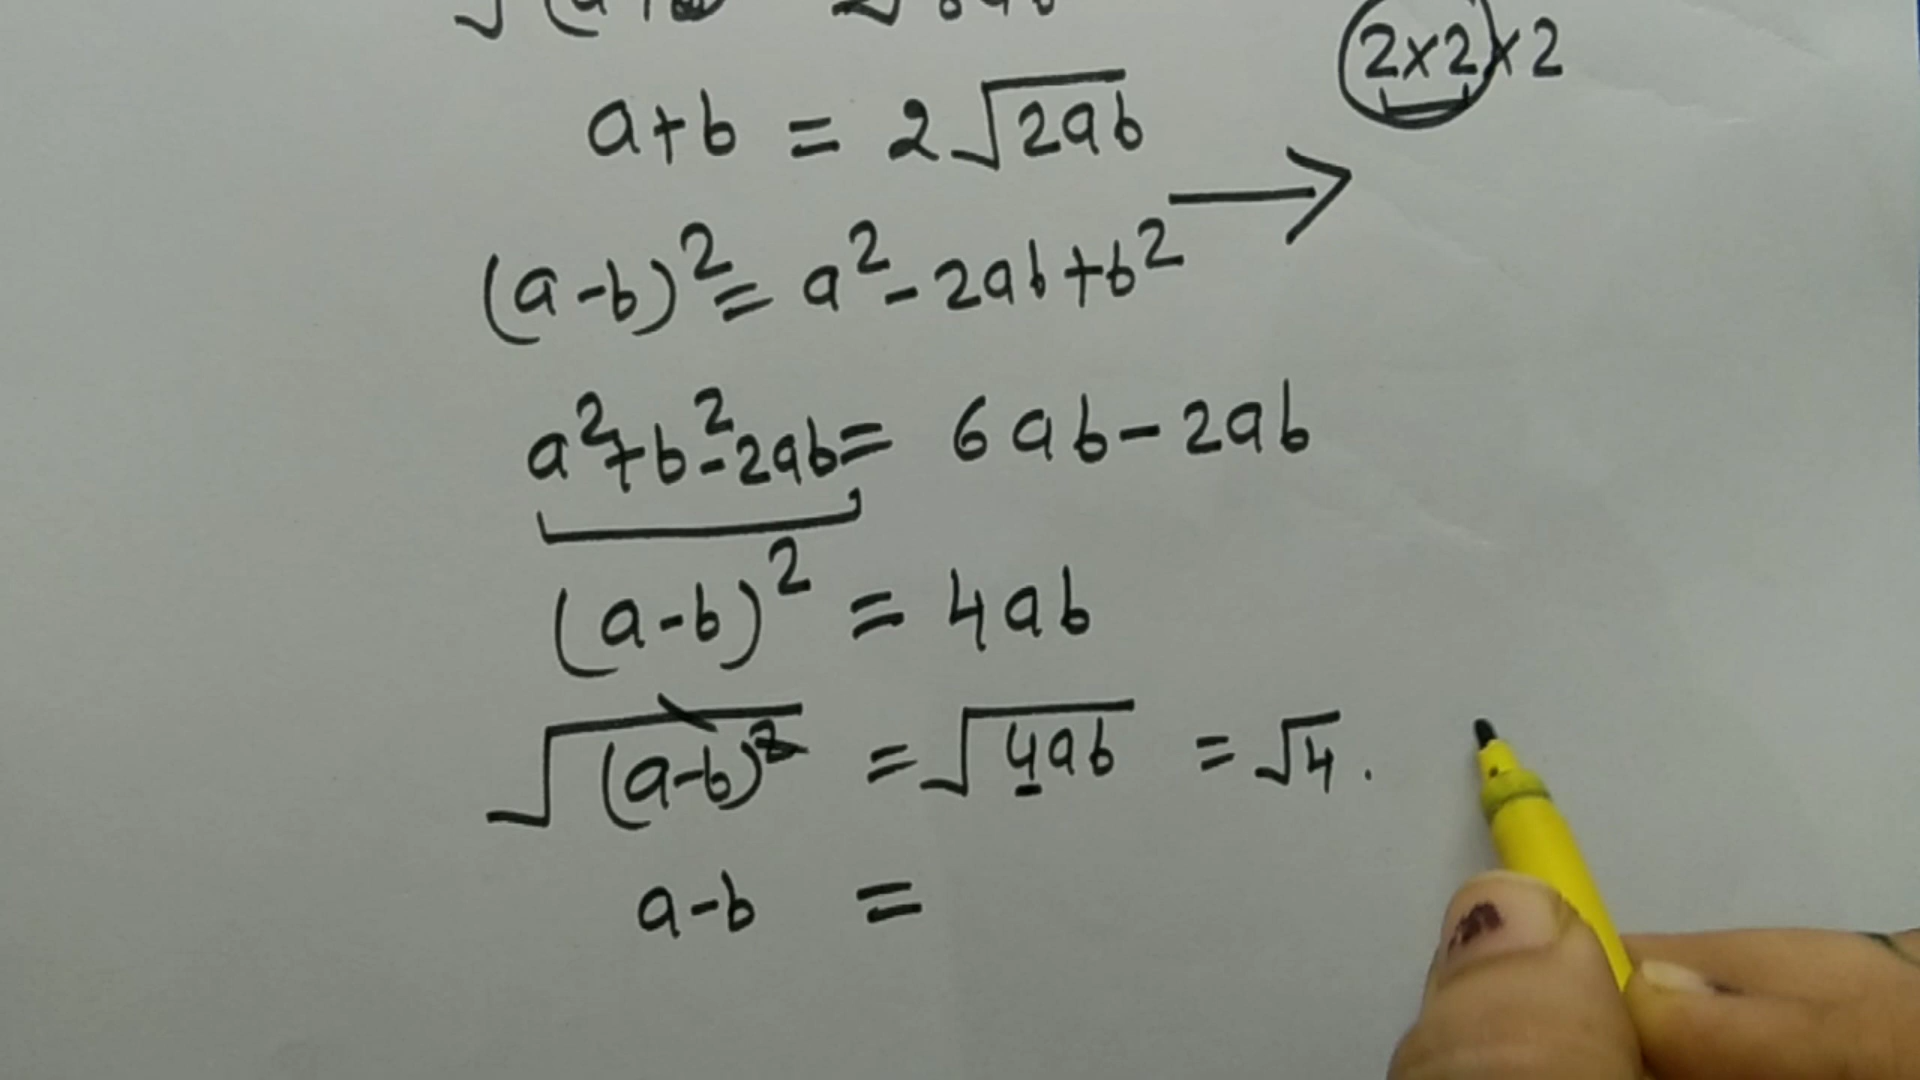 2×2×2
a+b = 2√2ab
(a-b)²= a²-2ab+b² →
a²+b²-2ab= 6ab-2ab
(a-b)² = 4ab
√(a-b)² = √4ab = √4.
a-b =